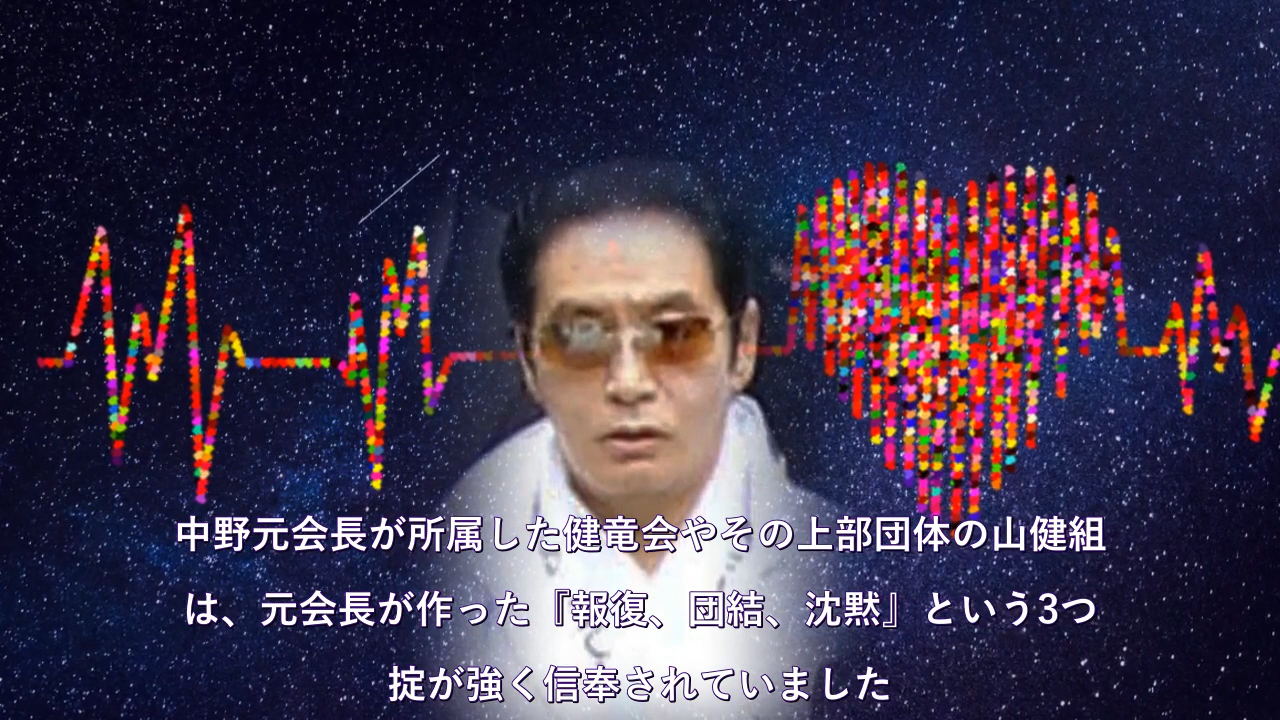 中野元会長が所属した健竜会やその上部団体の山健組
は、元会長が作った『報復、団結、沈黙』という3つ
掟が強く信奉されていました